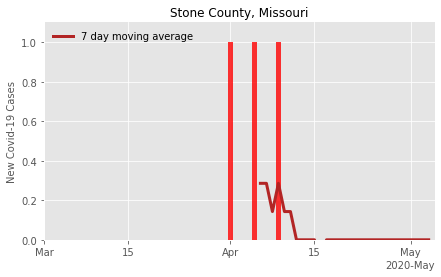 Stone County, Missouri
7 day moving average
New Covid-19 Cases
1.0
0.8
0.6
0.4
0.2
0.0
Mar
15
Apr
15
May
2020-May